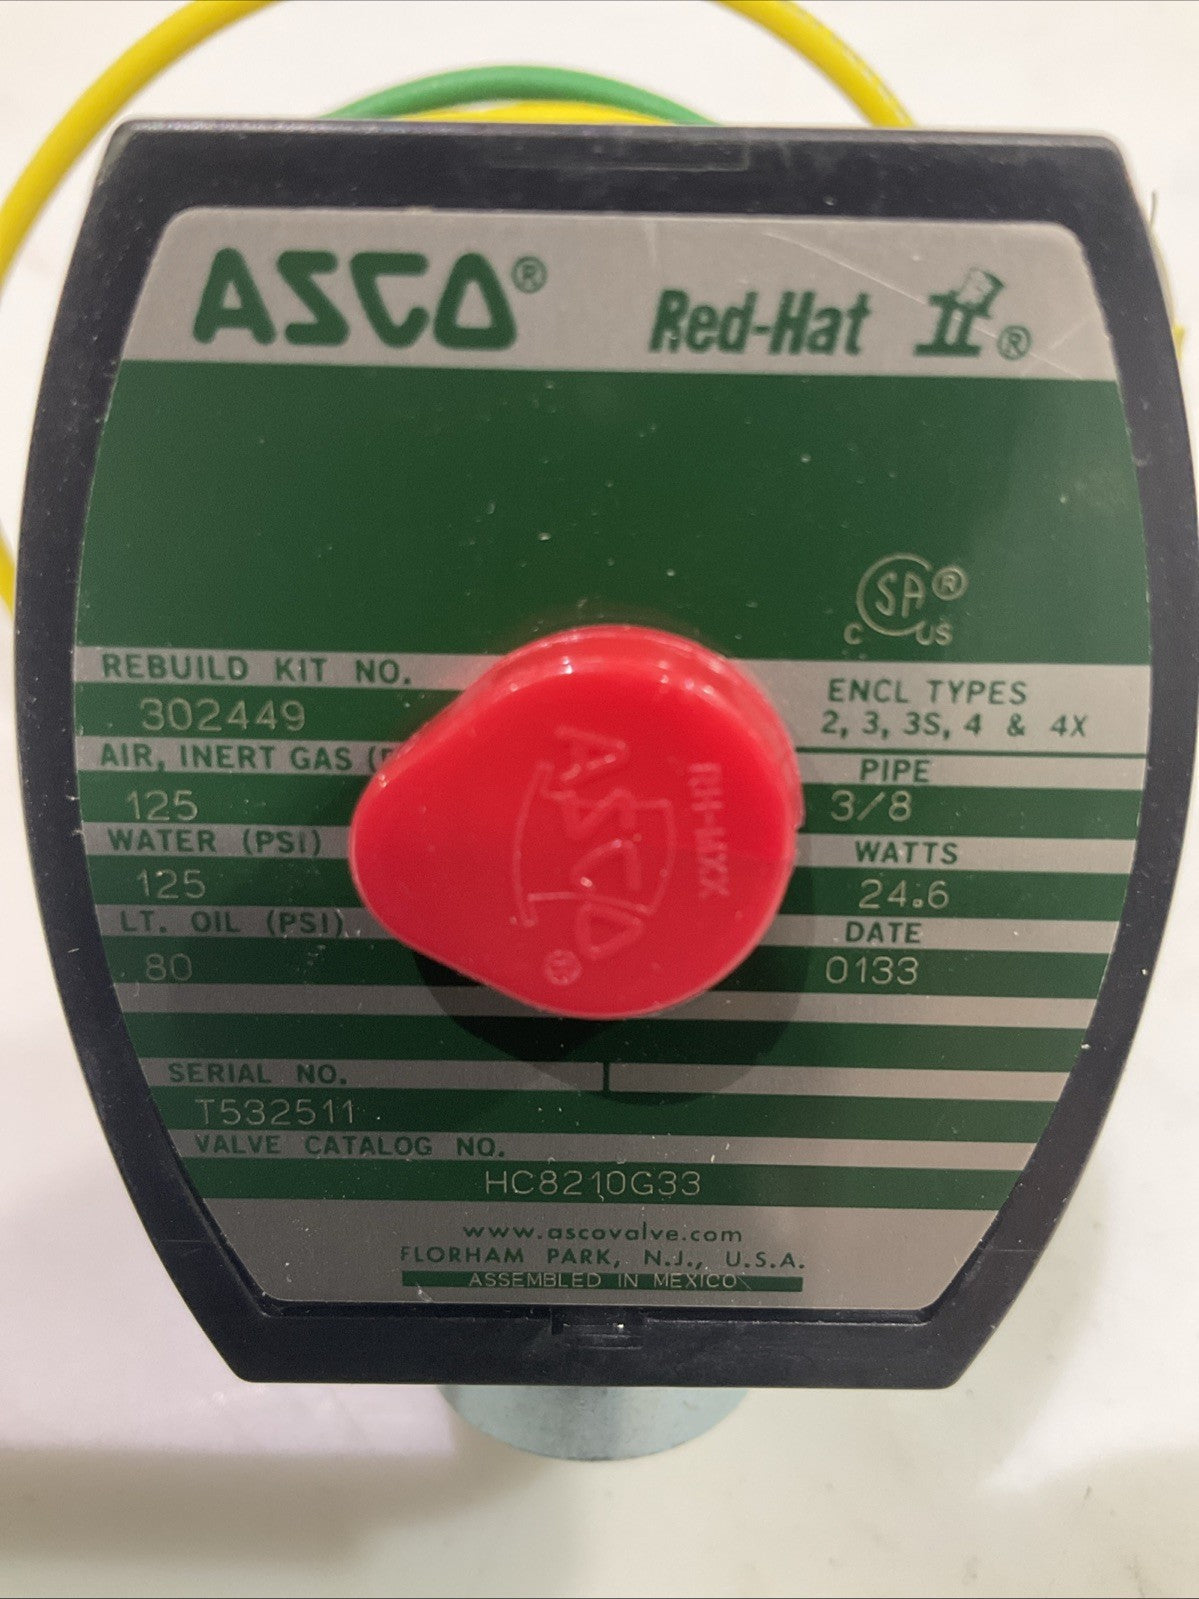 ASCO®
Red-Hat II®
SA®
C US
REBUILD KIT NO.
302449
ENCL TYPES
2, 3, 3S, 4 & 4X
AIR, INERT GAS
125
PIPE
3/8
WATER (PSI)
125
WATTS
24.6
LT. OIL (PSI)
80
DATE
0133
ASCO®
SERIAL NO.
T532511
VALVE CATALOG NO.
HC8210G33
www.ascovalve.com
FLORHAM PARK, N.J., U.S.A.
ASSEMBLED IN MEXICO